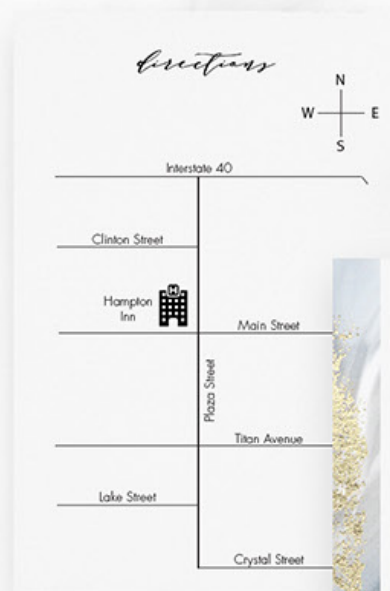 directions
N
W E
S
Interstate 40
Clinton Street
H
Hampton
Inn
Main Street
Plaza Street
Titan Avenue
Lake Street
Crystal Street